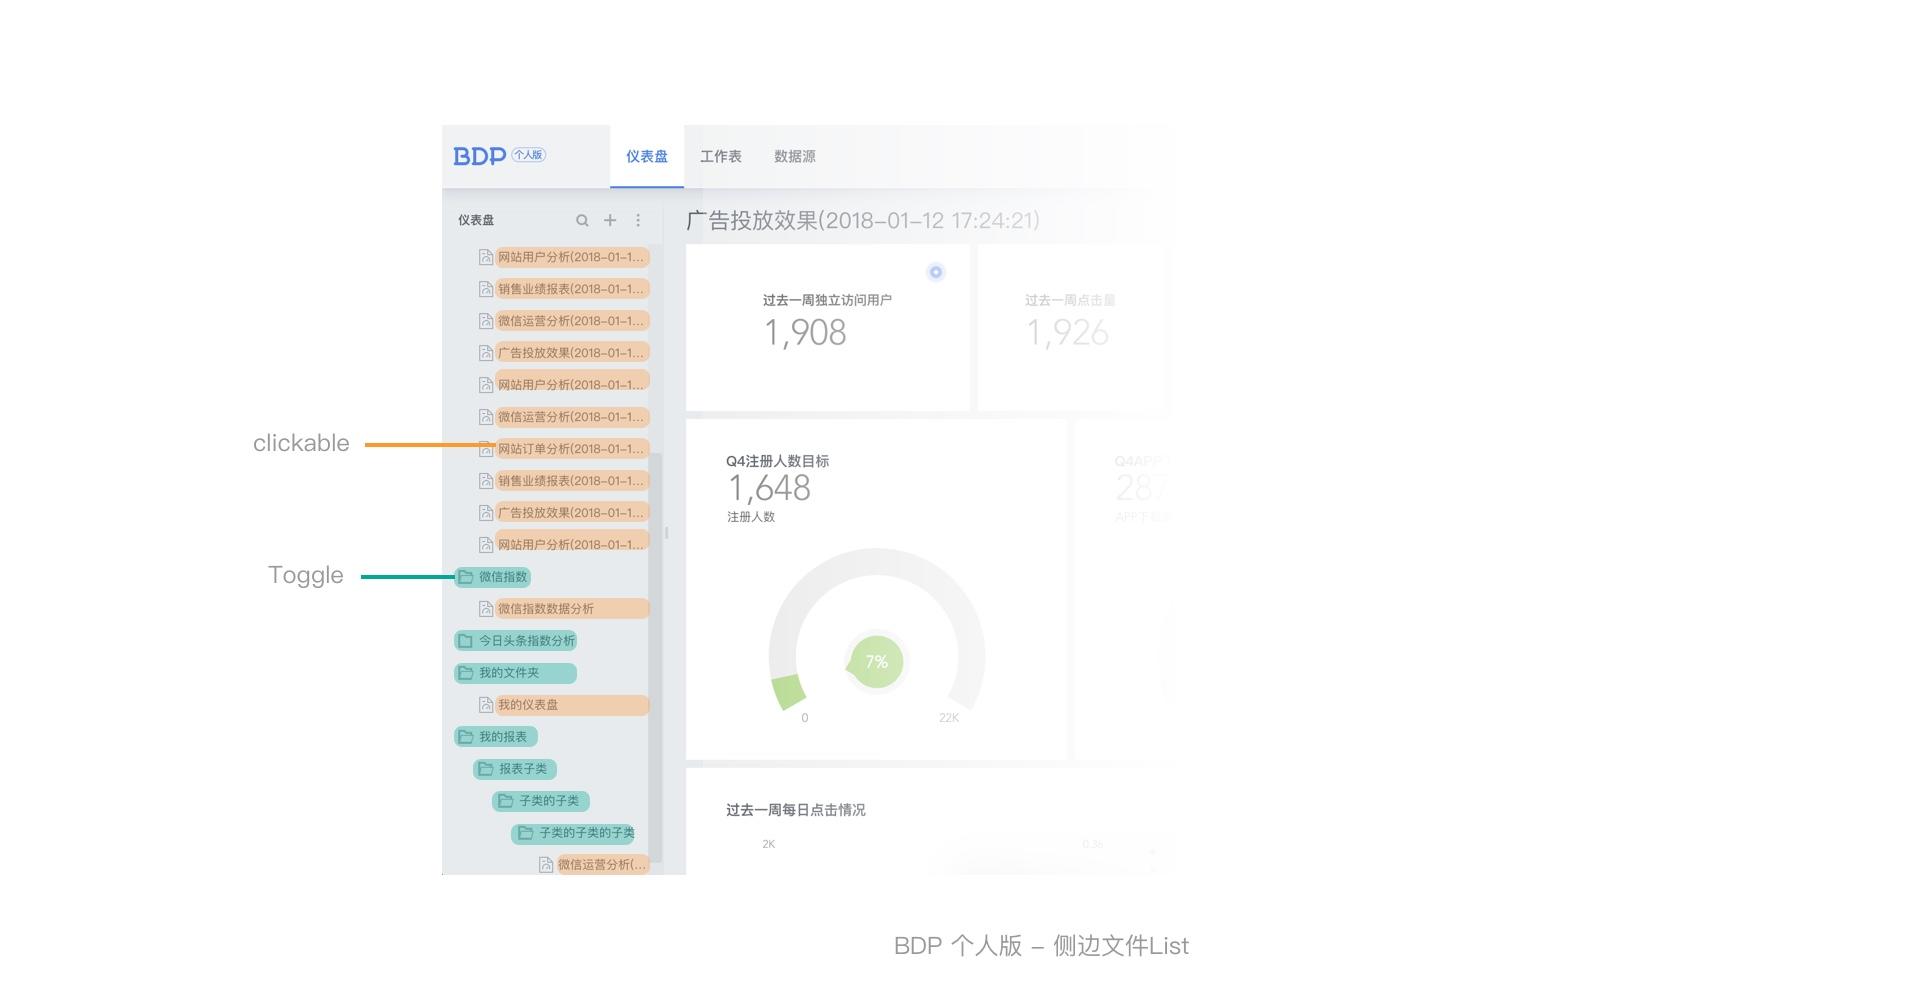 BDP 个人版
仪表盘
工作表
数据源
仪表盘
广告投放效果(2018-01-12 17:24:21)
网站用户分析(2018-01-1...
销售业绩报表(2018-01-1...
微信运营分析(2018-01-1...
广告投放效果(2018-01-1...
网站用户分析(2018-01-1...
微信运营分析(2018-01-1...
clickable
网站订单分析(2018-01-1...
销售业绩报表(2018-01-1...
广告投放效果(2018-01-1...
网站用户分析(2018-01-1...
Toggle
微信指数
微信指数数据分析
今日头条指数分析
我的文件夹
我的仪表盘
我的报表
报表子类
子类的子类
子类的子类的子类
微信运营分析(...
过去一周独立访问用户
1,908
过去一周点击量
1,926
Q4注册人数目标
1,648
注册人数
7%
0
22K
Q4APP
287
APP下载
过去一周每日点击情况
2K
0.36
BDP 个人版 - 侧边文件List